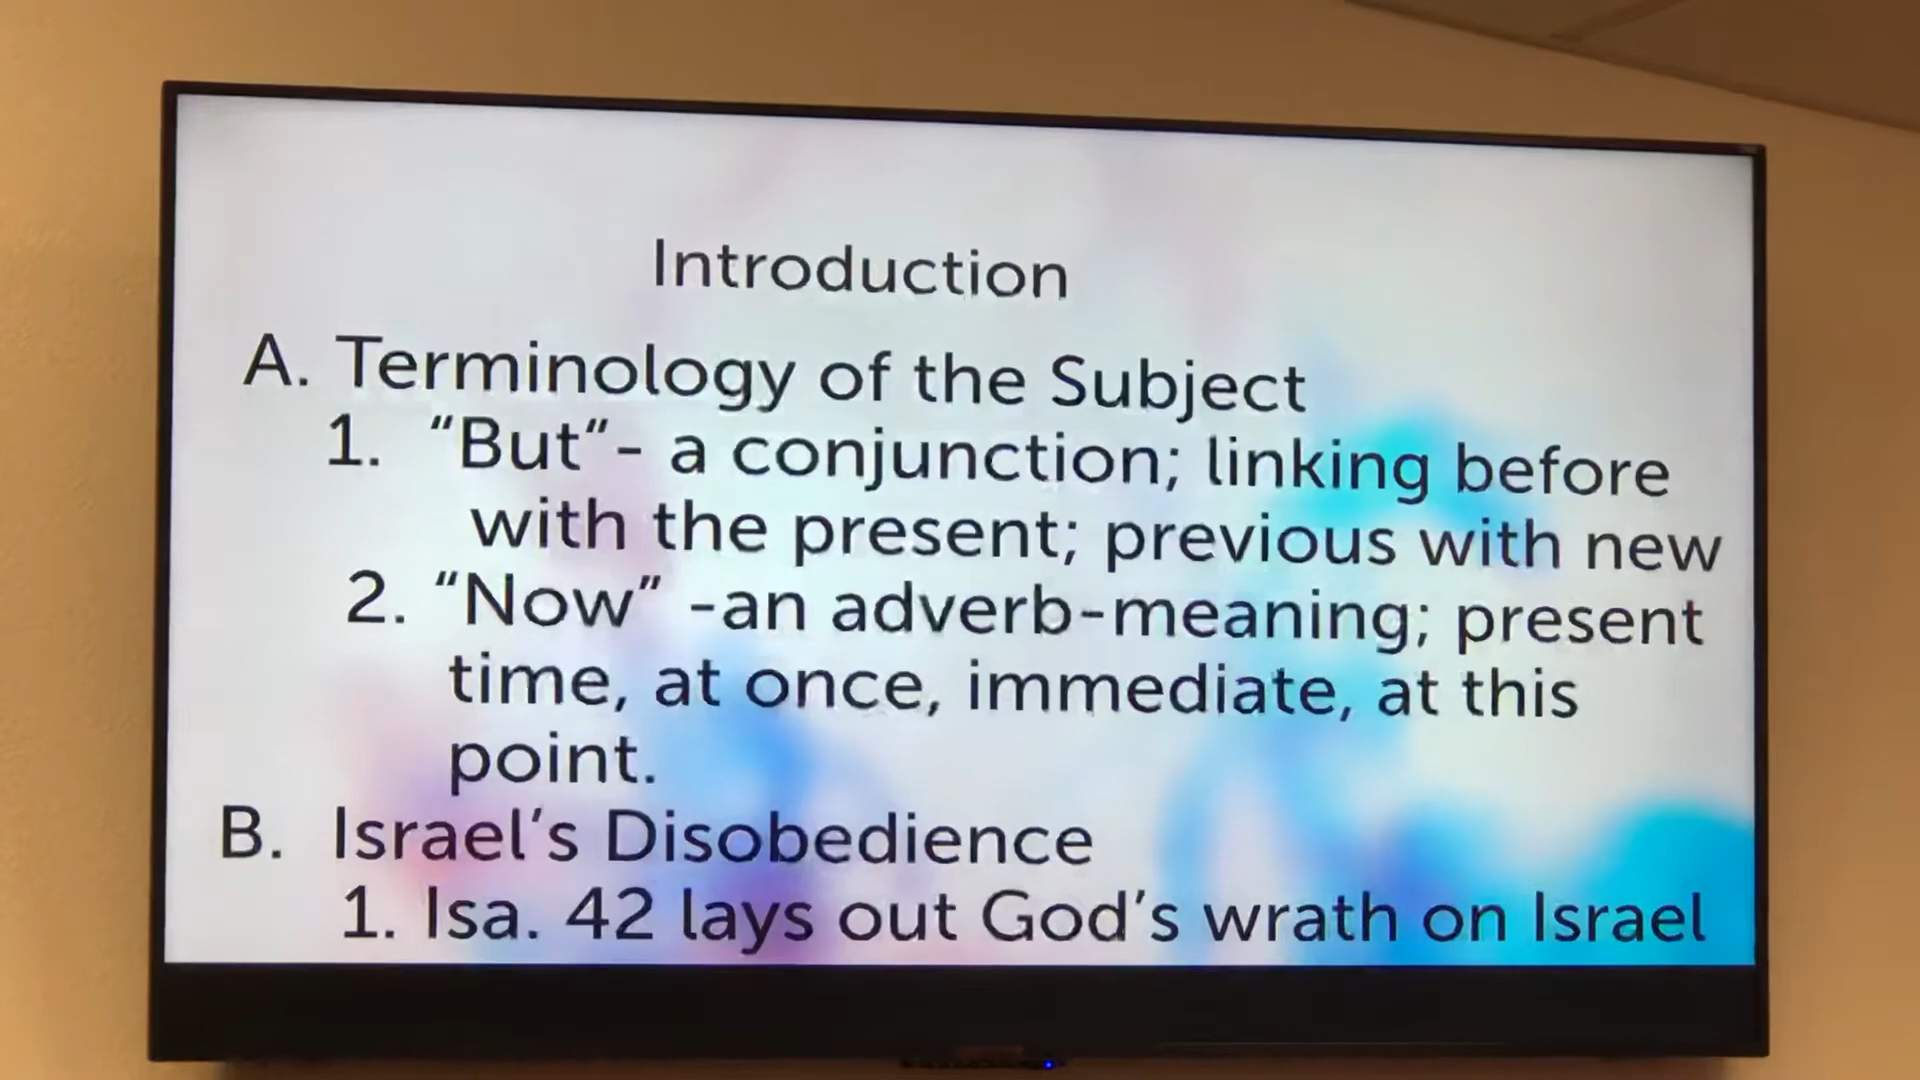 Introduction
A. Terminology of the Subject
1. “But”- a conjunction; linking before
with the present; previous with new
2. “Now” -an adverb-meaning; present
time, at once, immediate, at this
point.
B. Israel’s Disobedience
1. Isa. 42 lays out God’s wrath on Israel